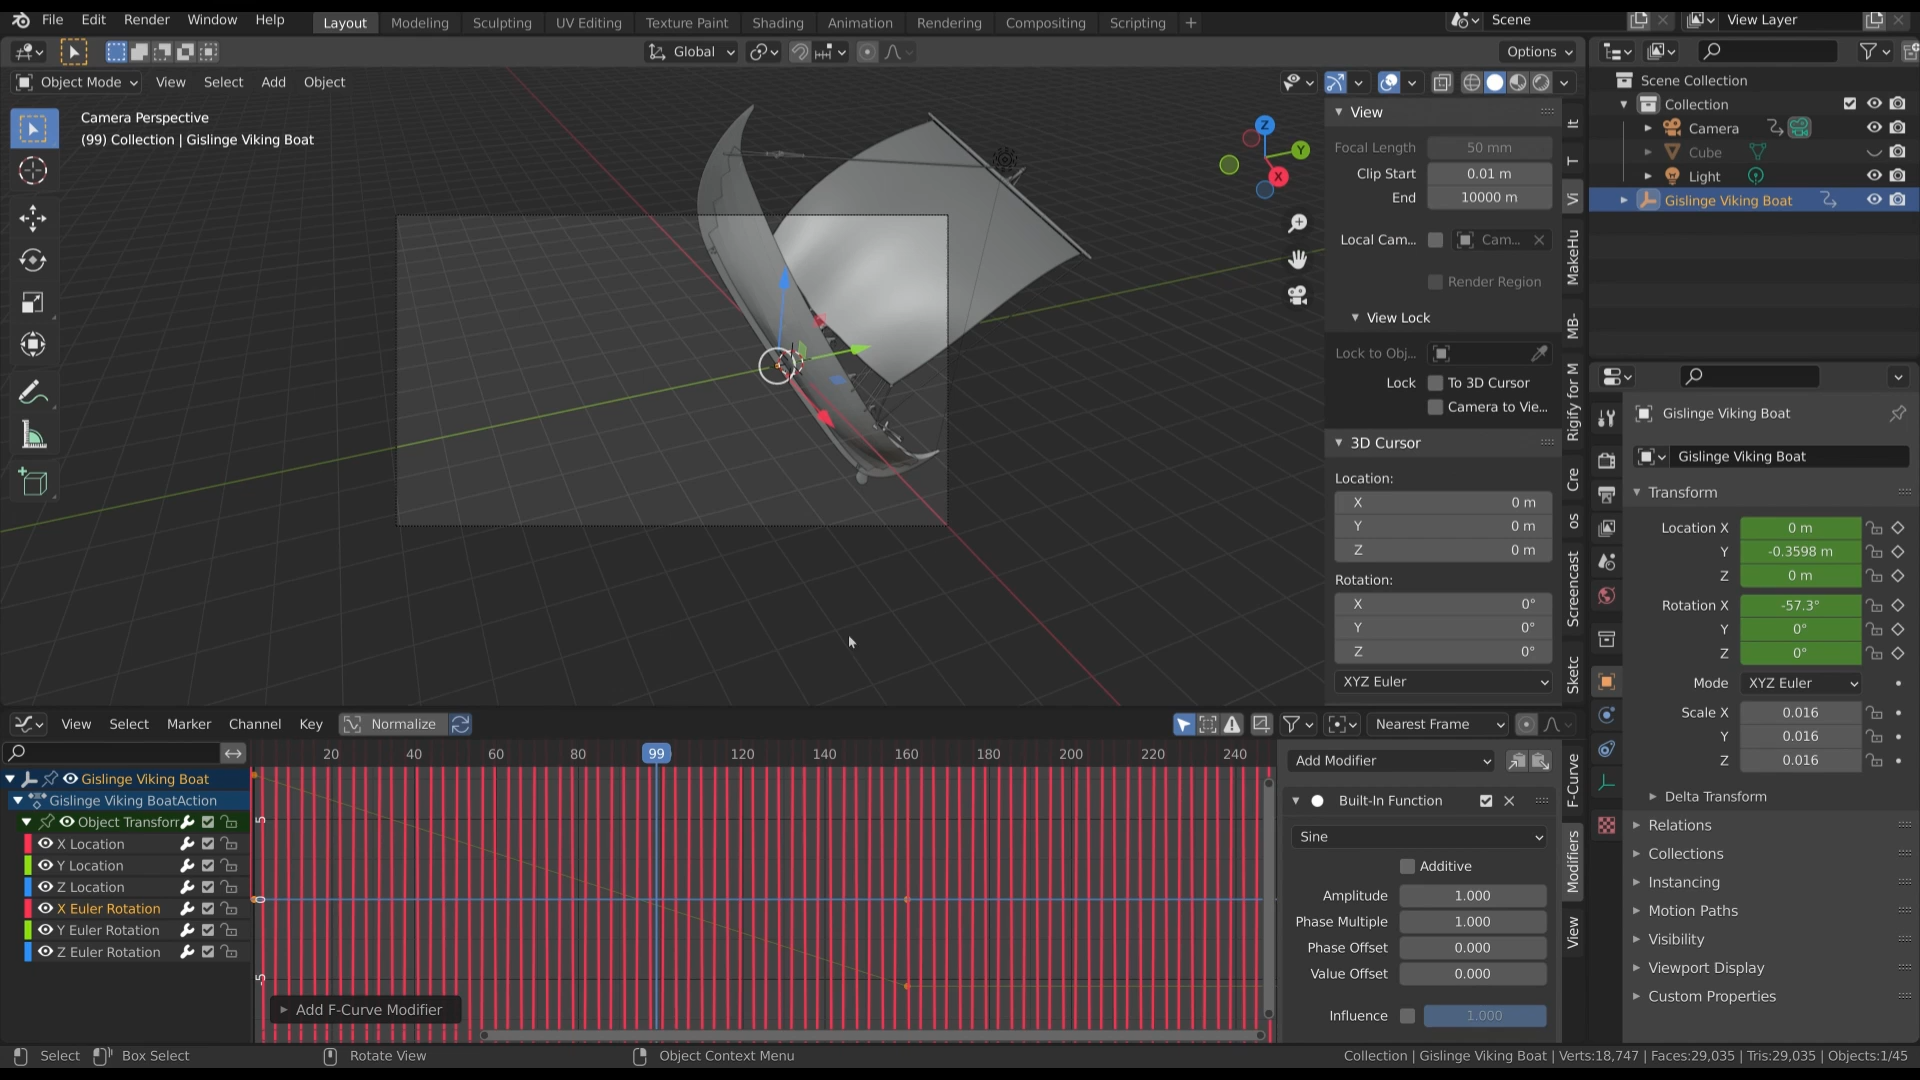 File Edit Render Window Help Layout Modeling Sculpting UV Editing Texture Paint Shading Animation Rendering Compositing Scripting + Scene View Layer
Global Options
Object Mode View Select Add Object
Camera Perspective
(99) Collection | Gislinge Viking Boat
Z
Y
X
View
Focal Length 50 mm
Clip Start 0.01 m
End 10000 m
Local Cam... Cam...
Render Region
View Lock
Lock to Obj...
Lock To 3D Cursor
Camera to Vie...
3D Cursor
Location:
X 0 m
Y 0 m
Z 0 m
Rotation:
X 0°
Y 0°
Z 0°
XYZ Euler
It
T
Vi
MakeHu
MB-
Rigify for M
Cre
os
Screencast
Sketc
Scene Collection
Collection
Camera
Cube
Light
Gislinge Viking Boat
Gislinge Viking Boat
Gislinge Viking Boat
Transform
Location X 0 m
Y -0.3598 m
Z 0 m
Rotation X -57.3°
Y 0°
Z 0°
Mode XYZ Euler
Scale X 0.016
Y 0.016
Z 0.016
Delta Transform
Relations
Collections
Instancing
Motion Paths
Visibility
Viewport Display
Custom Properties
View Select Marker Channel Key Normalize Nearest Frame
20 40 60 80 99 120 140 160 180 200 220 240
Gislinge Viking Boat
Gislinge Viking BoatAction
Object Transforr
X Location
Y Location
Z Location
X Euler Rotation
Y Euler Rotation
Z Euler Rotation
5
0
-5
Add F-Curve Modifier
Add Modifier
Built-In Function
Sine
Additive
Amplitude 1.000
Phase Multiple 1.000
Phase Offset 0.000
Value Offset 0.000
Influence 1.000
F-Curve
Modifiers
View
Select Box Select Rotate View Object Context Menu Collection | Gislinge Viking Boat | Verts:18,747 | Faces:29,035 | Tris:29,035 | Objects:1/45